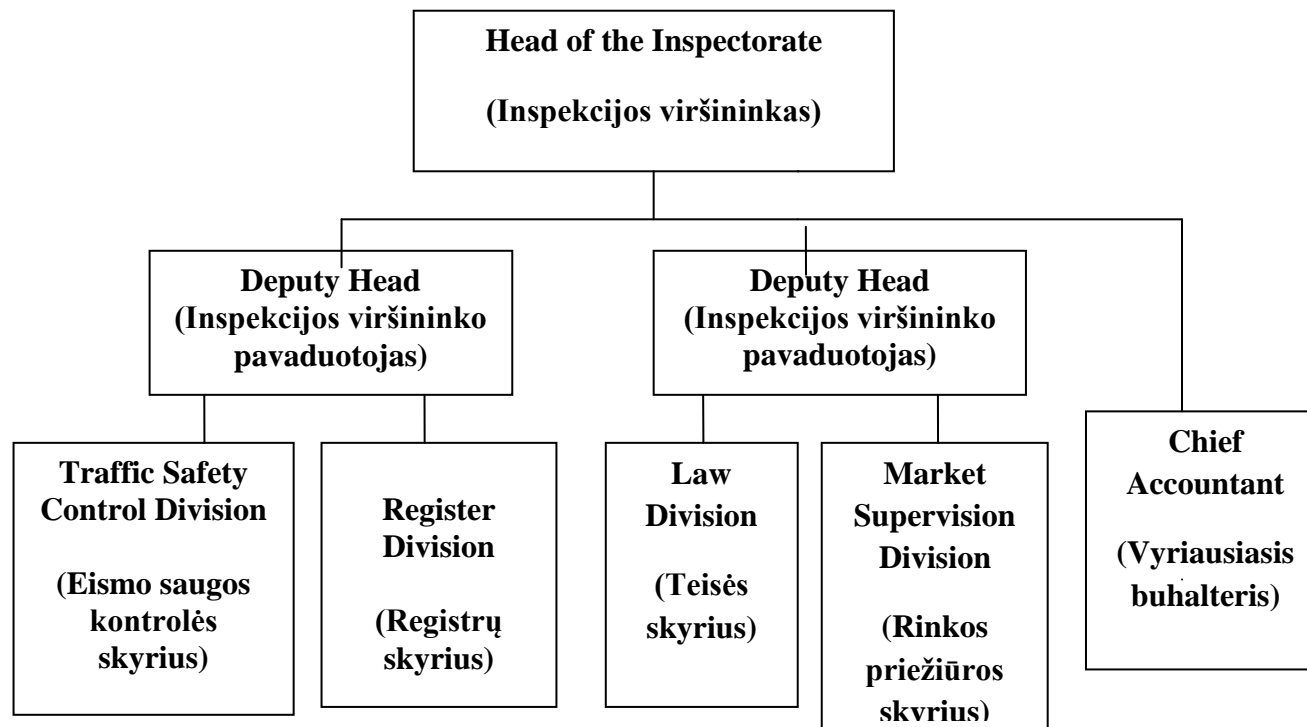 Head of the Inspectorate
(Inspekcijos viršininkas)
Deputy Head
(Inspekcijos viršininko
pavaduotojas)
Deputy Head
(Inspekcijos viršininko
pavaduotojas)
Traffic Safety
Control Division
(Eismo saugos
kontrolės
skyrius)
Register
Division
(Registrų
skyrius)
Law
Division
(Teisės
skyrius)
Market
Supervision
Division
(Rinkos
priežiūros
skyrius)
Chief
Accountant
(Vyriausiasis
buhalteris)